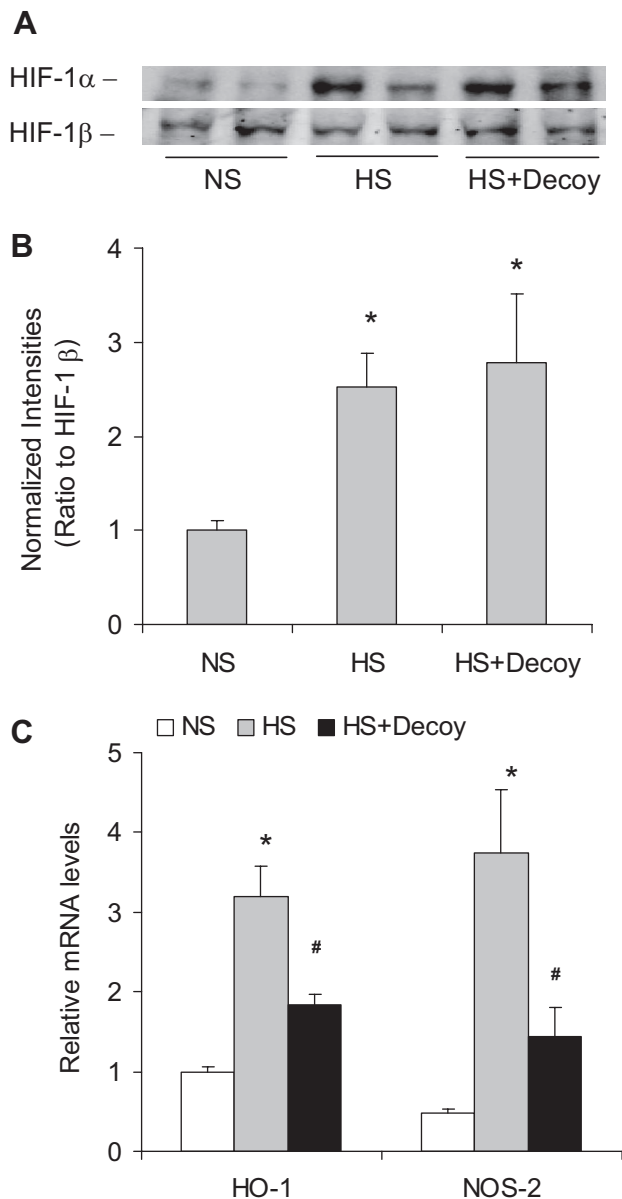 A
HIF-1α –
HIF-1β –
NS HS HS+Decoy
B
Normalized Intensities
(Ratio to HIF-1 β)
4
3
2
1
0
* *
NS HS HS+Decoy
C
NS HS HS+Decoy
Relative mRNA levels
5
4
3
2
1
0
* # * #
HO-1 NOS-2